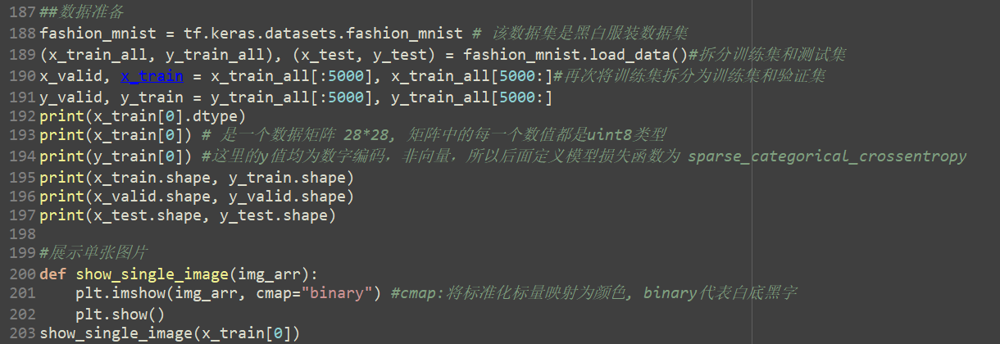 187 ##数据准备
188 fashion_mnist = tf.keras.datasets.fashion_mnist # 该数据集是黑白服装数据集
189 (x_train_all, y_train_all), (x_test, y_test) = fashion_mnist.load_data()#拆分训练集和测试集
190 x_valid, x_train = x_train_all[:5000], x_train_all[5000:]#再次将训练集拆分为训练集和验证集
191 y_valid, y_train = y_train_all[:5000], y_train_all[5000:]
192 print(x_train[0].dtype)
193 print(x_train[0]) # 是一个数据矩阵 28*28, 矩阵中的每一个数值都是uint8类型
194 print(y_train[0]) #这里的y值均为数字编码，非向量，所以后面定义模型损失函数为 sparse_categorical_crossentropy
195 print(x_train.shape, y_train.shape)
196 print(x_valid.shape, y_valid.shape)
197 print(x_test.shape, y_test.shape)
198
199 #展示单张图片
200 def show_single_image(img_arr):
201     plt.imshow(img_arr, cmap="binary") #cmap:将标准化标量映射为颜色, binary代表白底黑字
202     plt.show()
203 show_single_image(x_train[0])